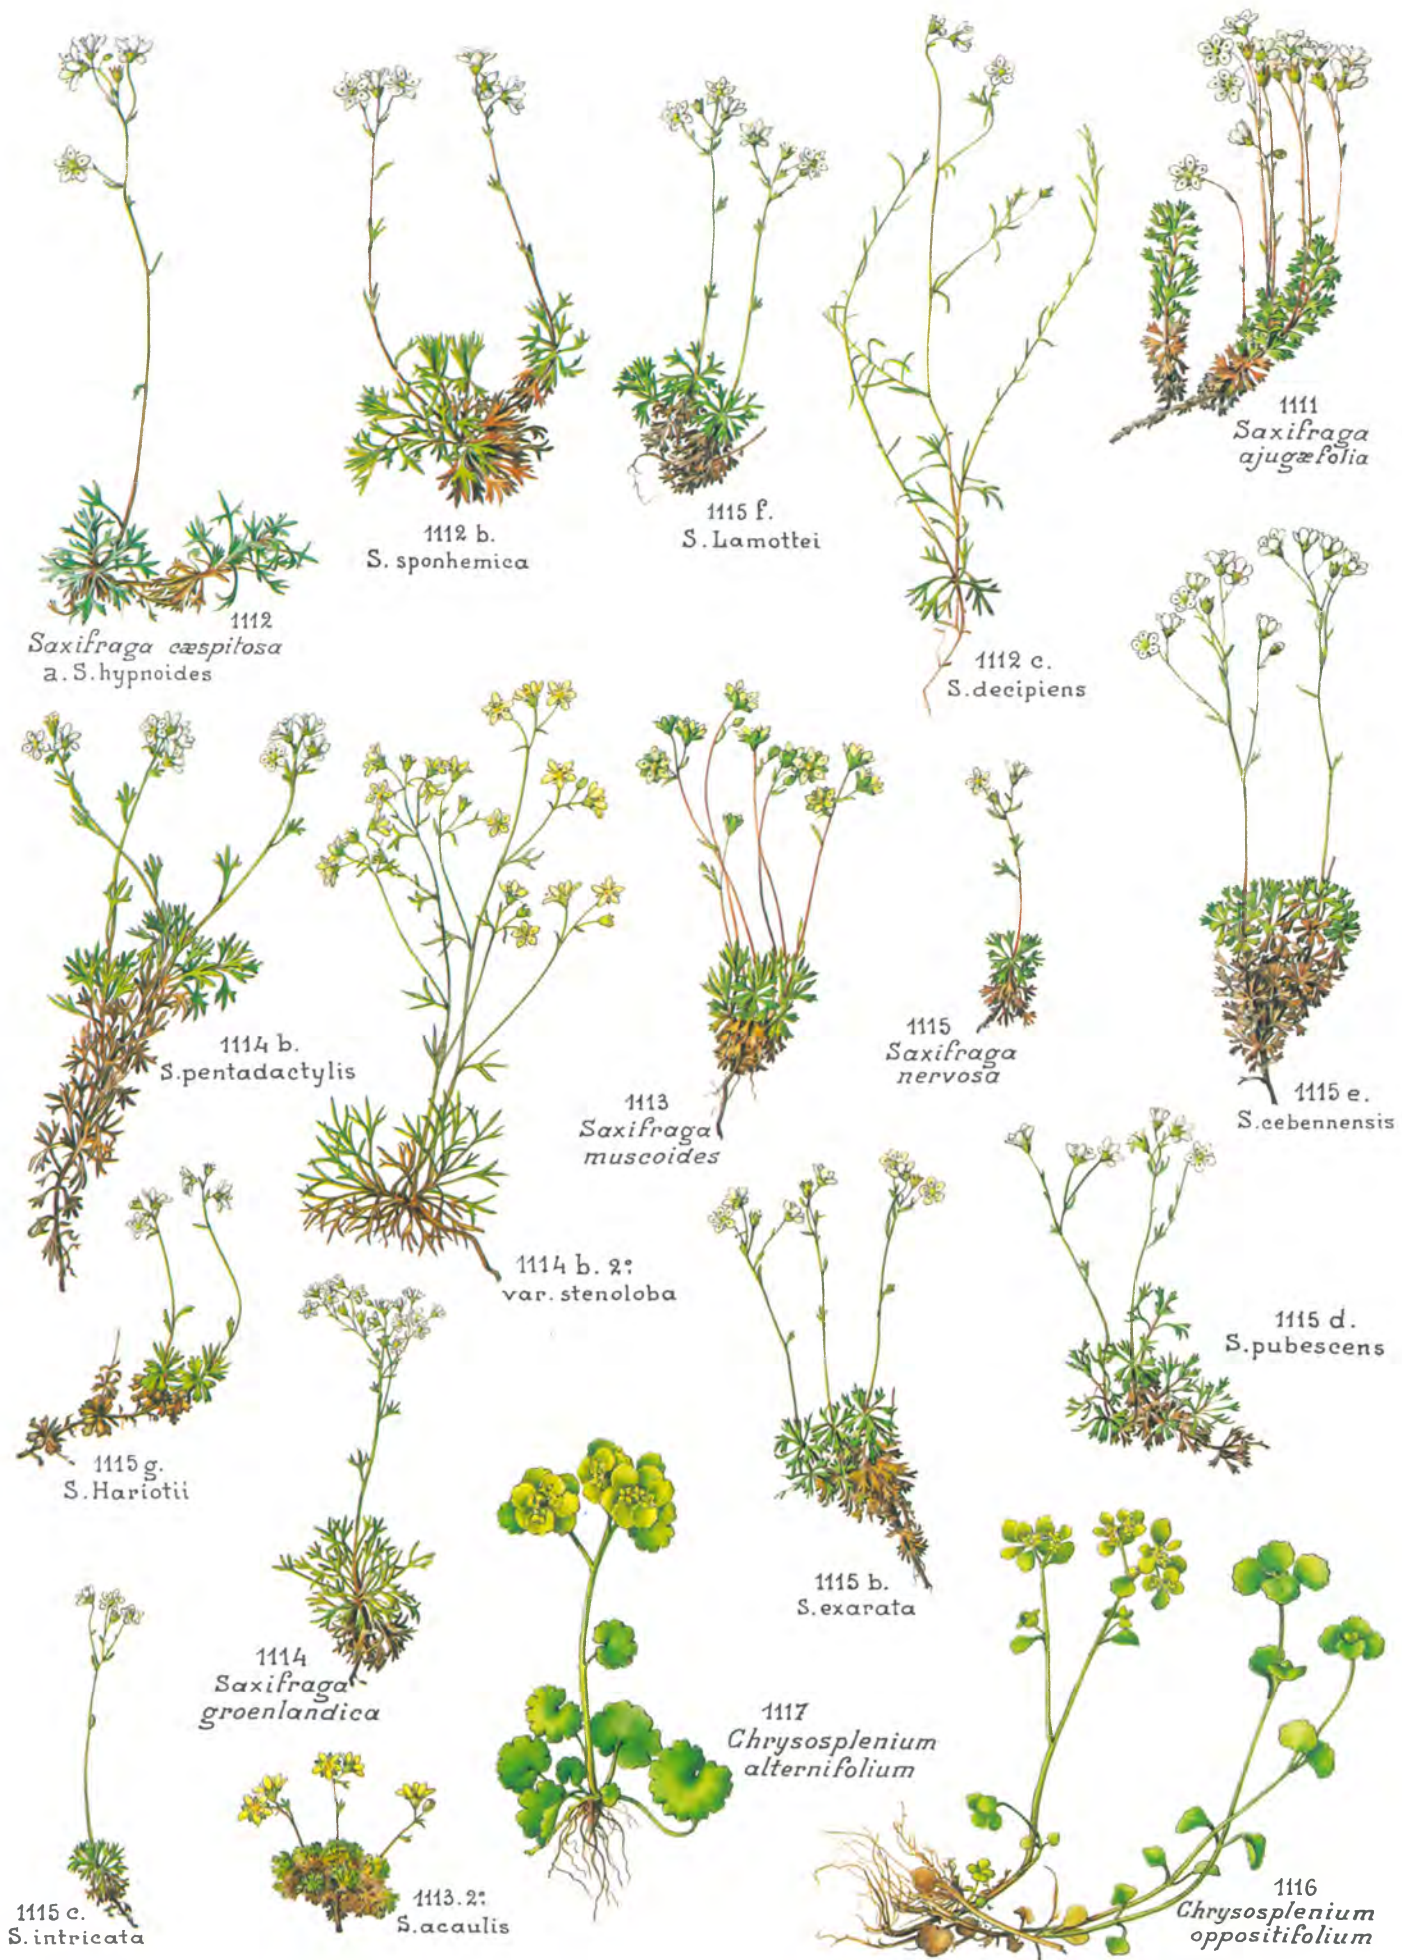 1111
Saxifraga
ajugæfolia
1115 f.
S. Lamottei
1112 b.
S. sponhemica
1112
Saxifraga cæspitosa
a. S. hypnoides
1112 c.
S. decipiens
1114 b.
S. pentadactylis
1115
Saxifraga
nervosa
1115 e.
S. cebennensis
1113
Saxifraga
muscoides
1114 b. 2º
var. stenoloba
1115 d.
S. pubescens
1115 g.
S. Hariotii
1115 b.
S. exarata
1114
Saxifraga
groenlandica
1117
Chrysosplenium
alternifolium
1115 c.
S. intricata
1113. 2º
S. acaulis
1116
Chrysosplenium
oppositifolium